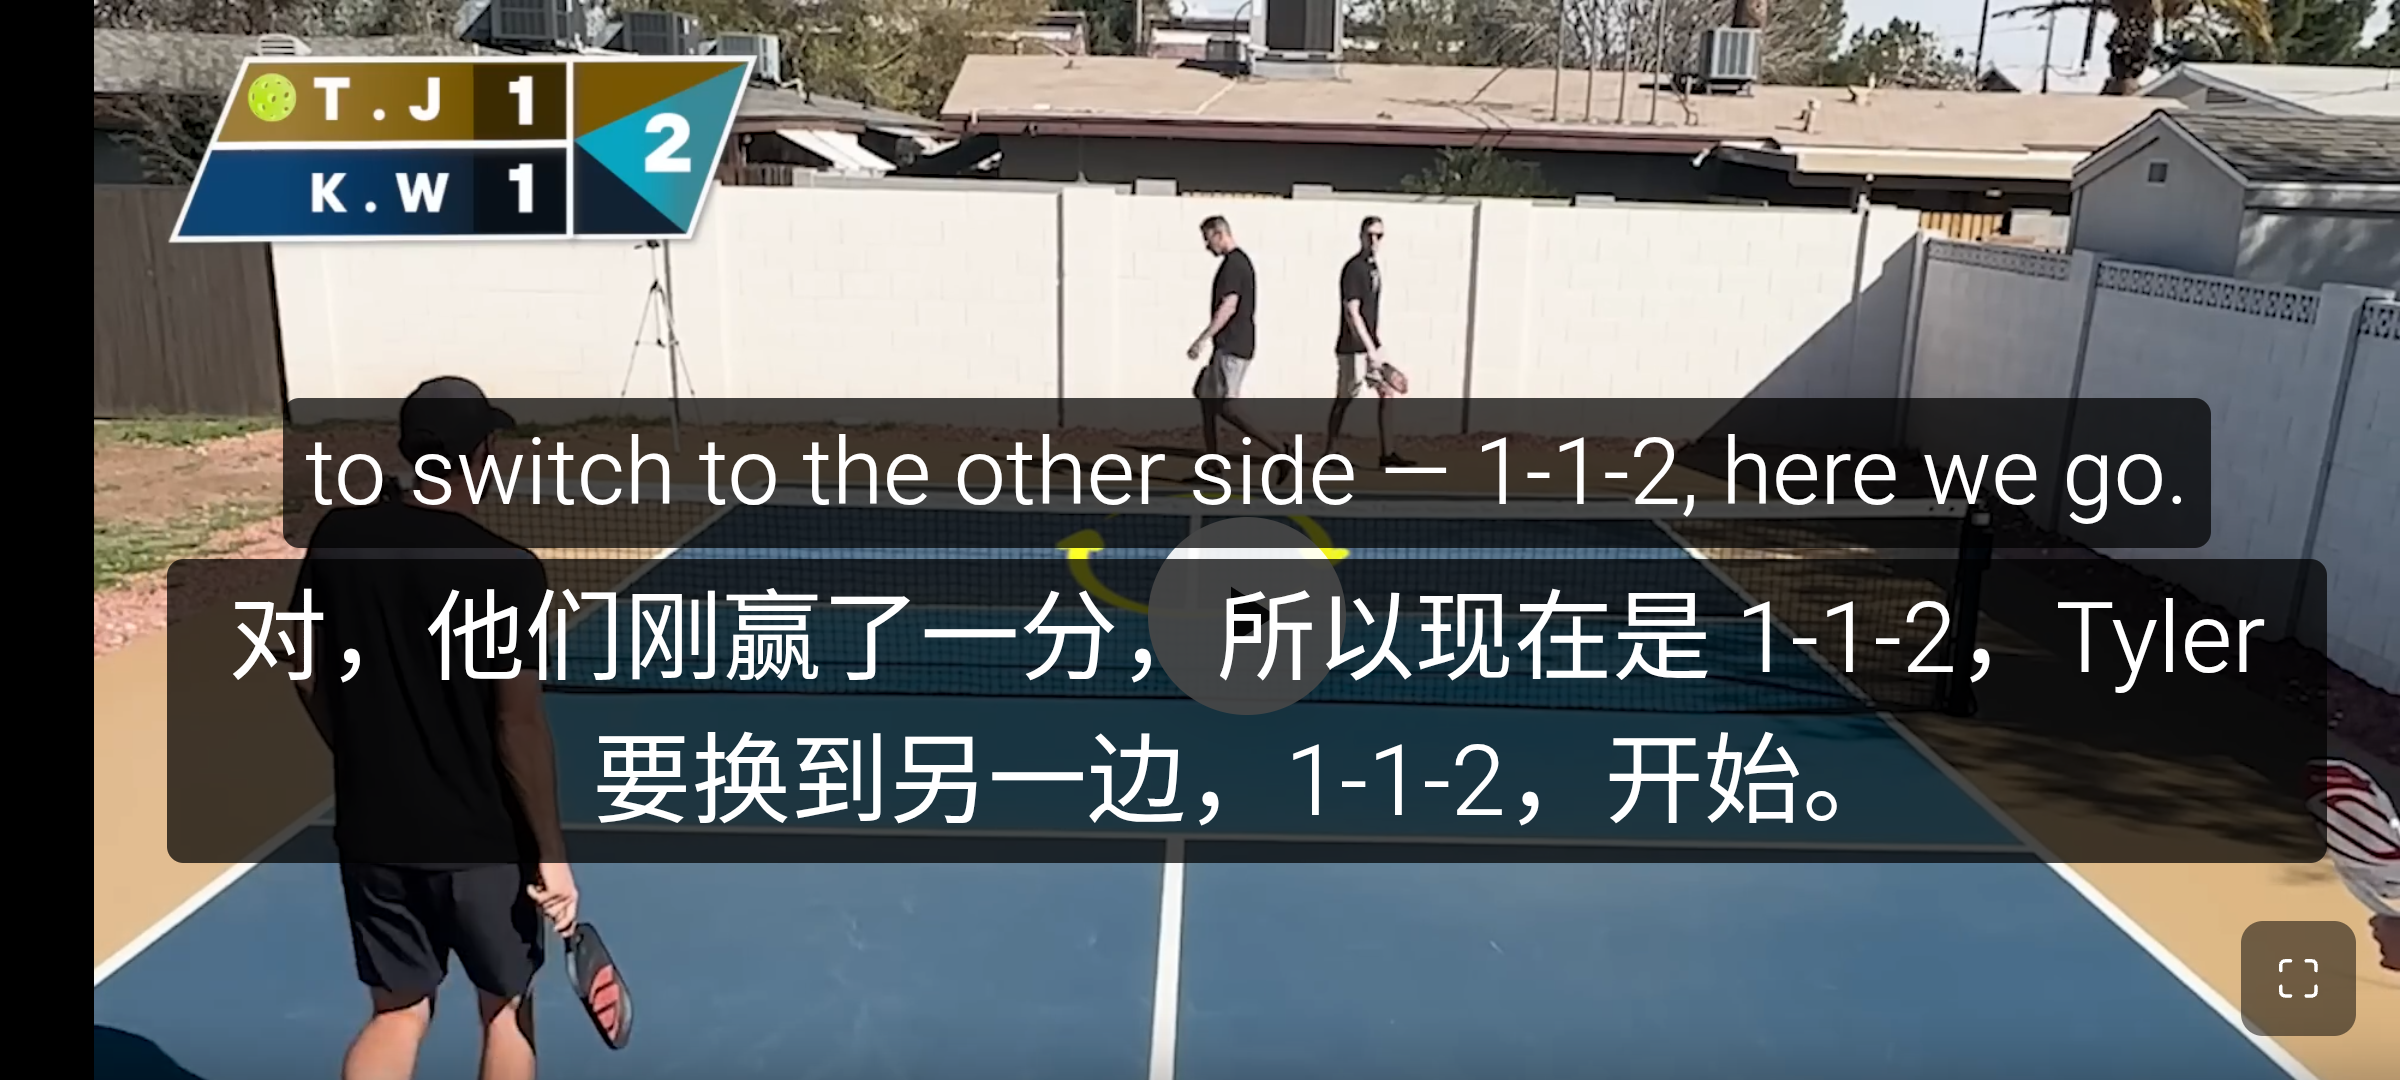 T . J 1
K . W 1
2
to switch to the other side — 1-1-2, here we go.
对，他们刚赢了一分，所以现在是 1-1-2，Tyler
要换到另一边，1-1-2，开始。